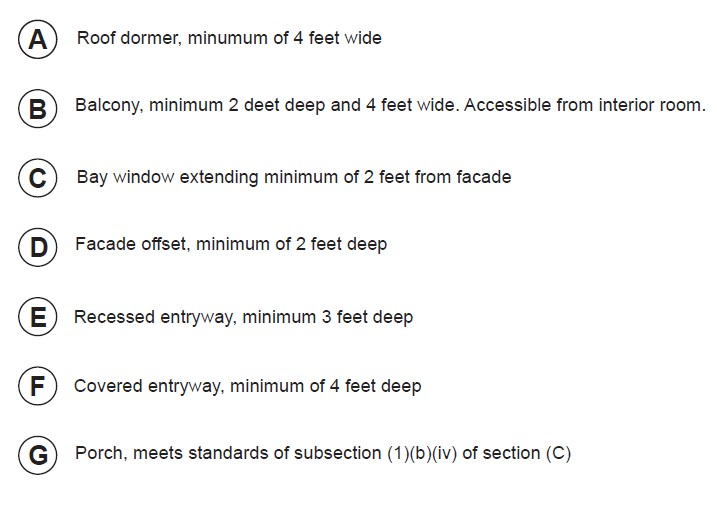 A Roof dormer, minumum of 4 feet wide
B Balcony, minimum 2 deet deep and 4 feet wide. Accessible from interior room.
C Bay window extending minimum of 2 feet from facade
D Facade offset, minimum of 2 feet deep
E Recessed entryway, minimum 3 feet deep
F Covered entryway, minimum of 4 feet deep
G Porch, meets standards of subsection (1)(b)(iv) of section (C)